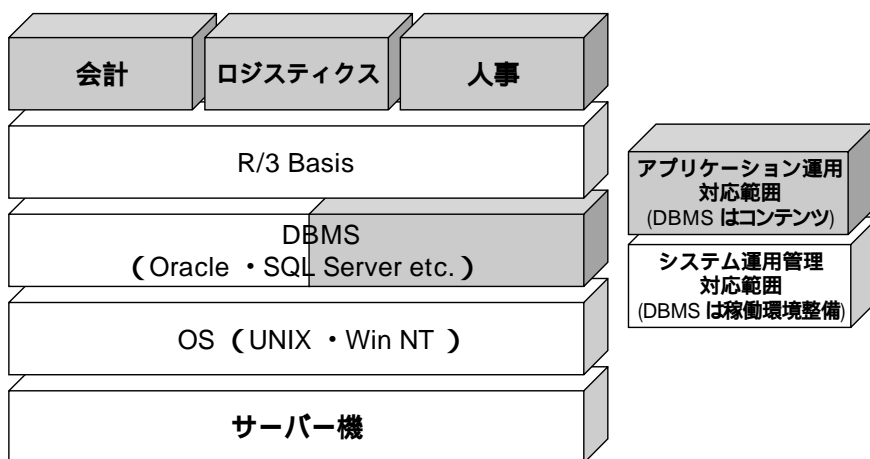 会計
ロジスティクス
人事
R/3 Basis
DBMS
(Oracle ・SQL Server etc.)
OS (UNIX ・Win NT )
サーバー機
アプリケーション運用
対応範囲
(DBMS はコンテンツ)
システム運用管理
対応範囲
(DBMS は稼働環境整備)